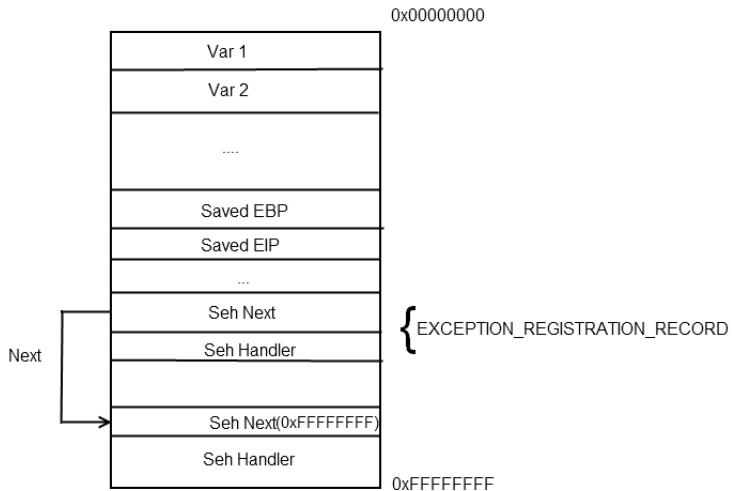 0x00000000
Var 1
Var 2
....
Saved EBP
Saved EIP
...
Seh Next
{EXCEPTION_REGISTRATION_RECORD
Seh Handler
Next
Seh Next(0xFFFFFFFF)
Seh Handler
0xFFFFFFFF